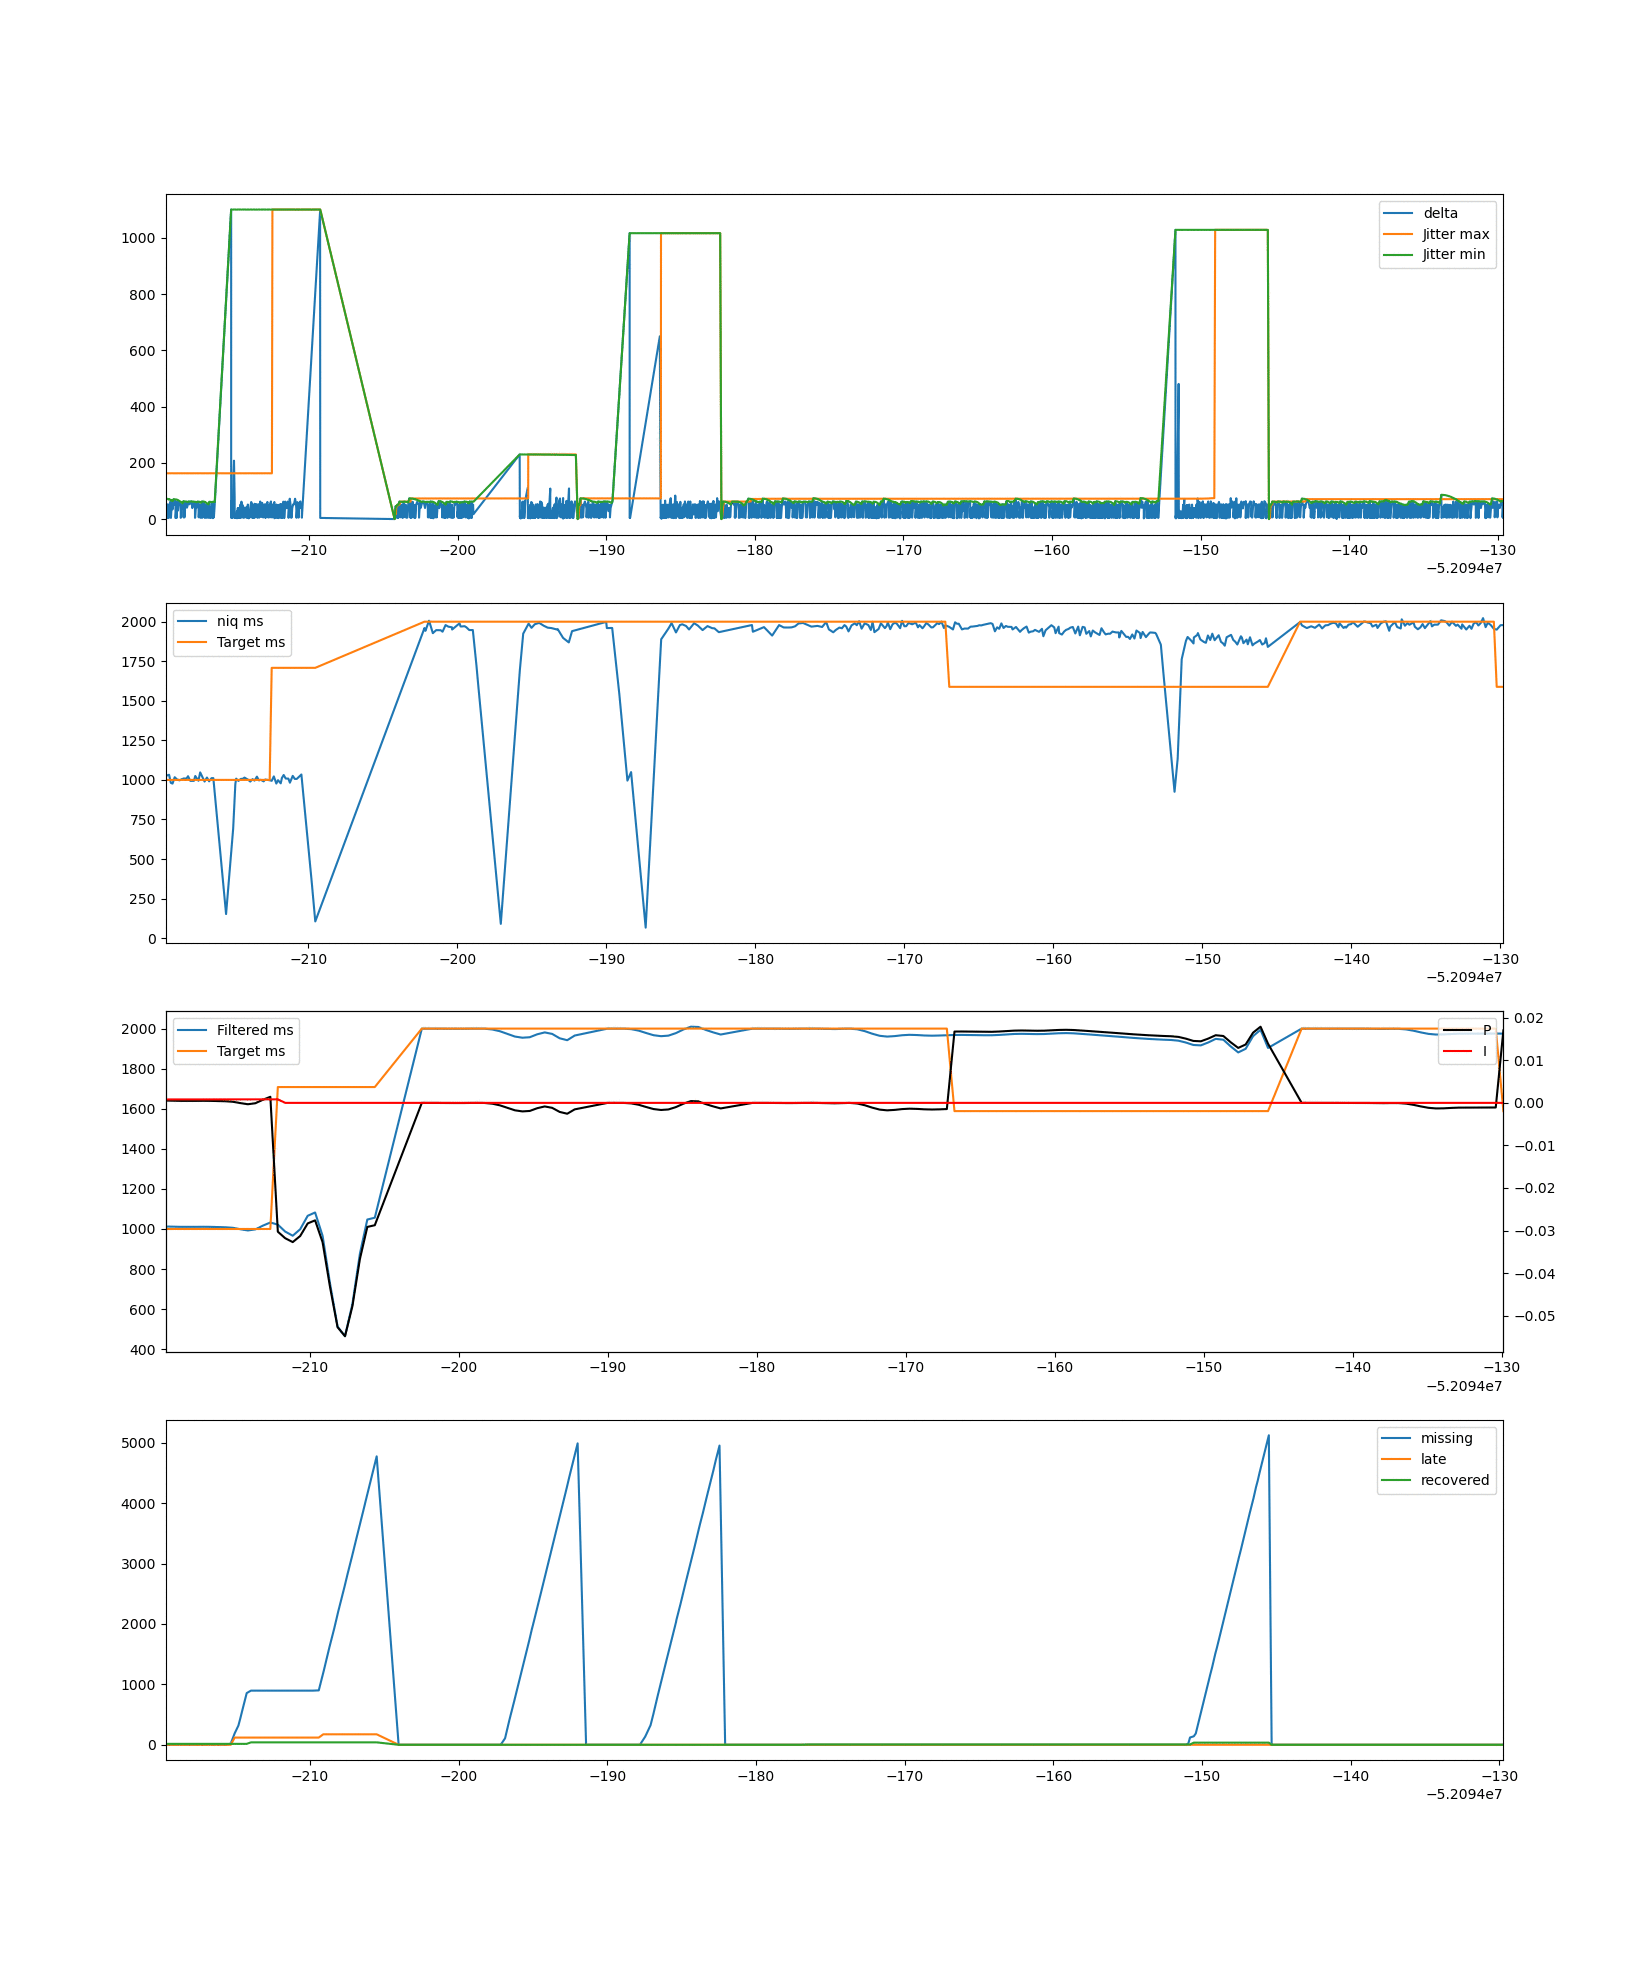 1000
800
600
400
200
0
delta
Jitter max
Jitter min
−210 −200 −190 −180 −170 −160 −150 −140 −130
−5.2094e7
2000
1750
1500
1250
1000
750
500
250
0
niq ms
Target ms
−210 −200 −190 −180 −170 −160 −150 −140 −130
−5.2094e7
2000
1800
1600
1400
1200
1000
800
600
400
Filtered ms
Target ms
P
I
0.02
0.01
0.00
−0.01
−0.02
−0.03
−0.04
−0.05
−210 −200 −190 −180 −170 −160 −150 −140 −130
−5.2094e7
5000
4000
3000
2000
1000
0
missing
late
recovered
−210 −200 −190 −180 −170 −160 −150 −140 −130
−5.2094e7